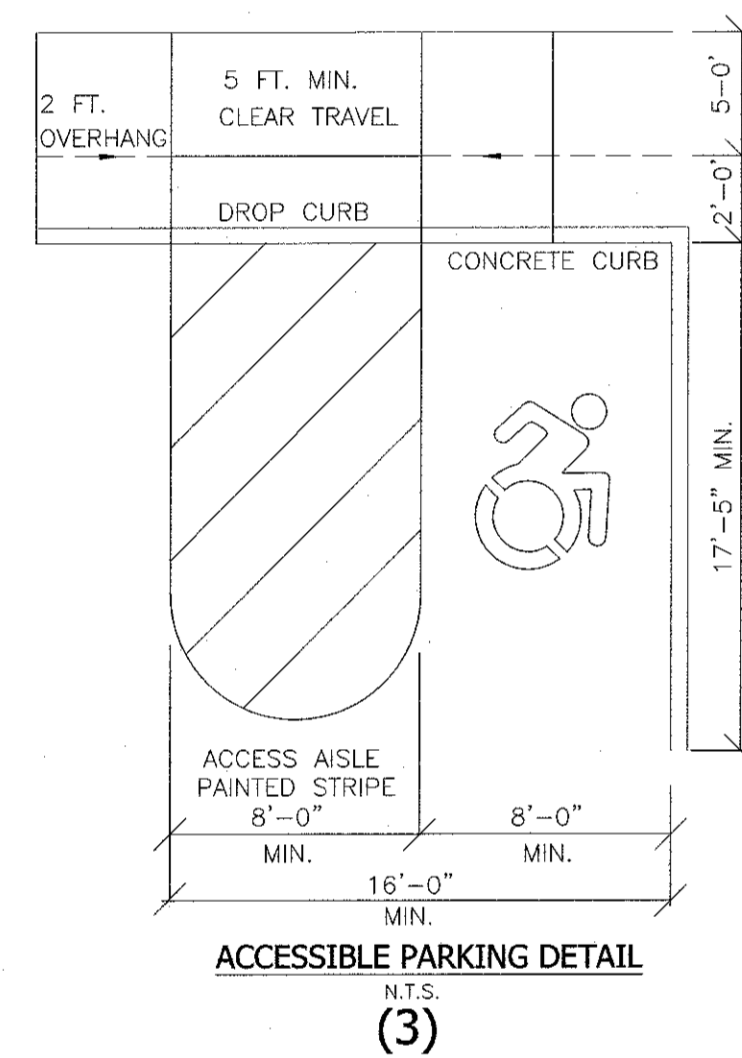 5 FT. MIN.
CLEAR TRAVEL
2 FT.
OVERHANG
5-0'
2'-0'
DROP CURB
CONCRETE CURB
17'-5" MIN.
ACCESS AISLE
PAINTED STRIPE
8'-0"
MIN.
8'-0"
MIN.
16'-0"
MIN.
ACCESSIBLE PARKING DETAIL
N.T.S.
(3)